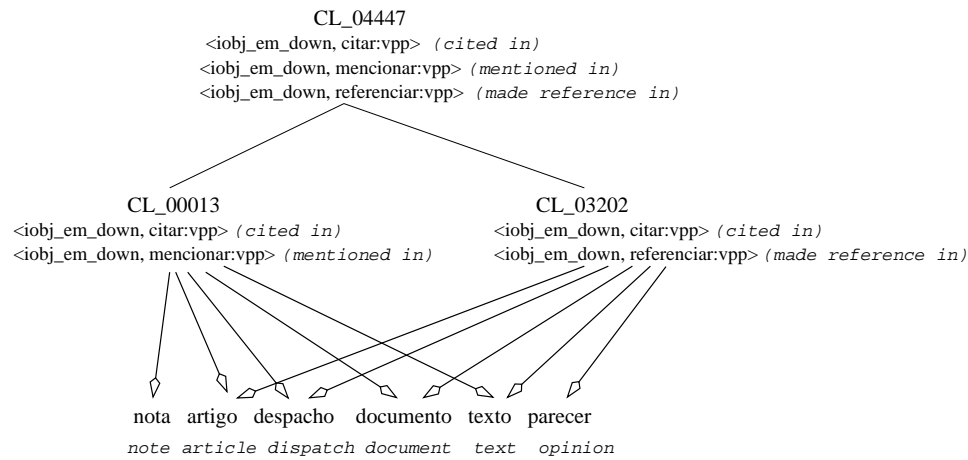 CL_04447
<iobj_em_down, citar:vpp> (cited in)
<iobj_em_down, mencionar:vpp> (mentioned in)
<iobj_em_down, referenciar:vpp> (made reference in)
CL_00013 CL_03202
<iobj_em_down, citar:vpp> (cited in) <iobj_em_down, citar:vpp> (cited in)
<iobj_em_down, mencionar:vpp> (mentioned in) <iobj_em_down, referenciar:vpp> (made reference in)
nota artigo despacho documento texto parecer
note article dispatch document text opinion